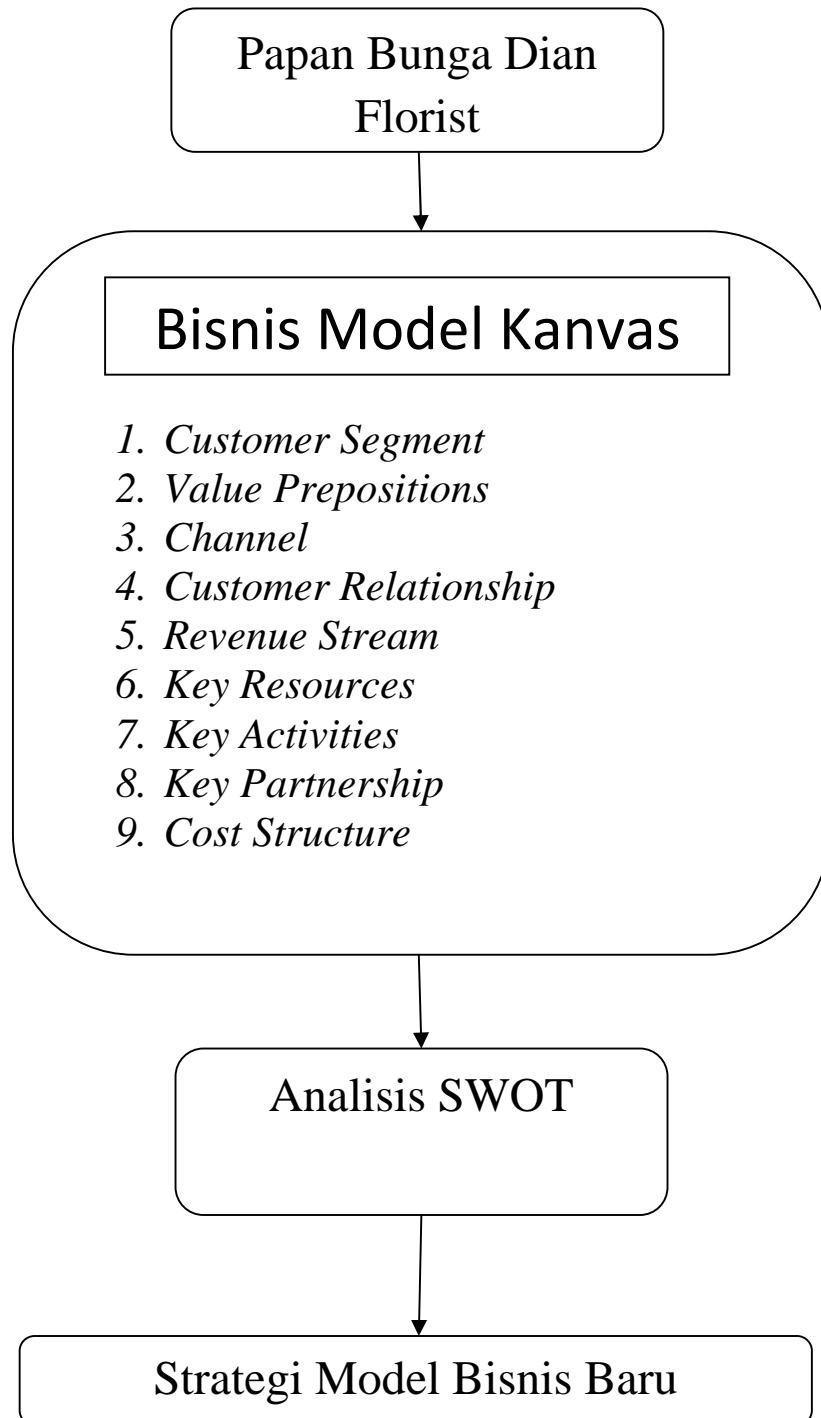 Papan Bunga Dian
Florist
Bisnis Model Kanvas
1. Customer Segment
2. Value Prepositions
3. Channel
4. Customer Relationship
5. Revenue Stream
6. Key Resources
7. Key Activities
8. Key Partnership
9. Cost Structure
Analisis SWOT
Strategi Model Bisnis Baru